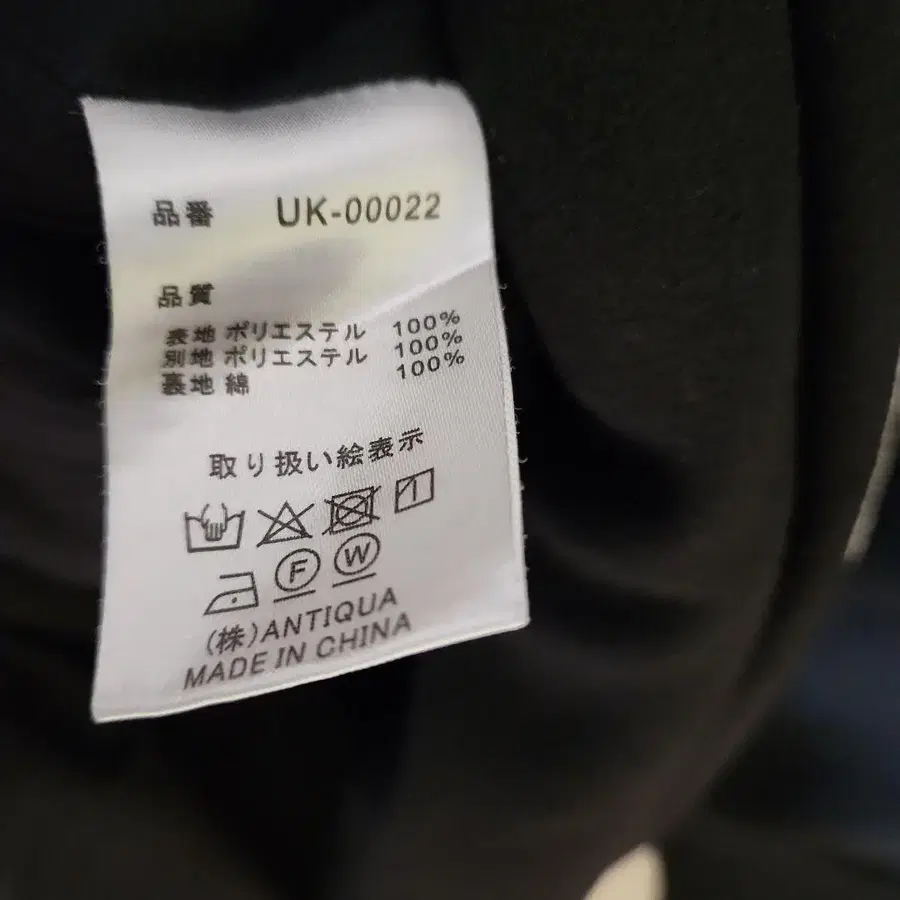 品番 UK-00022
品質
表地 ポリエステル 100%
別地 ポリエステル 100%
裏地 綿 100%
取り扱い絵表示
F W
(株)ANTIQUA
MADE IN CHINA